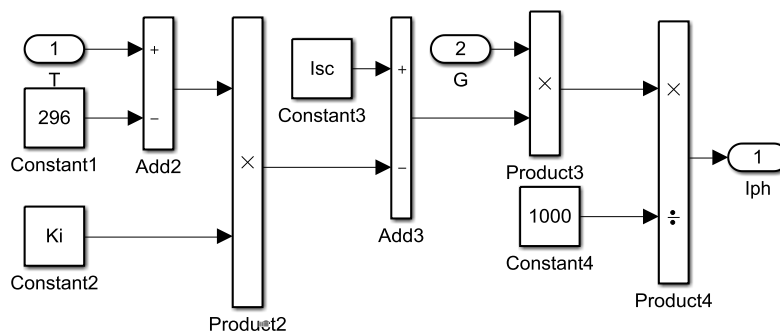 1
T
296
Constant1
+
−
Add2
Ki
Constant2
×
Product2
Isc
Constant3
+
−
Add3
2
G
×
Product3
1000
Constant4
×
÷
Product4
1
Iph